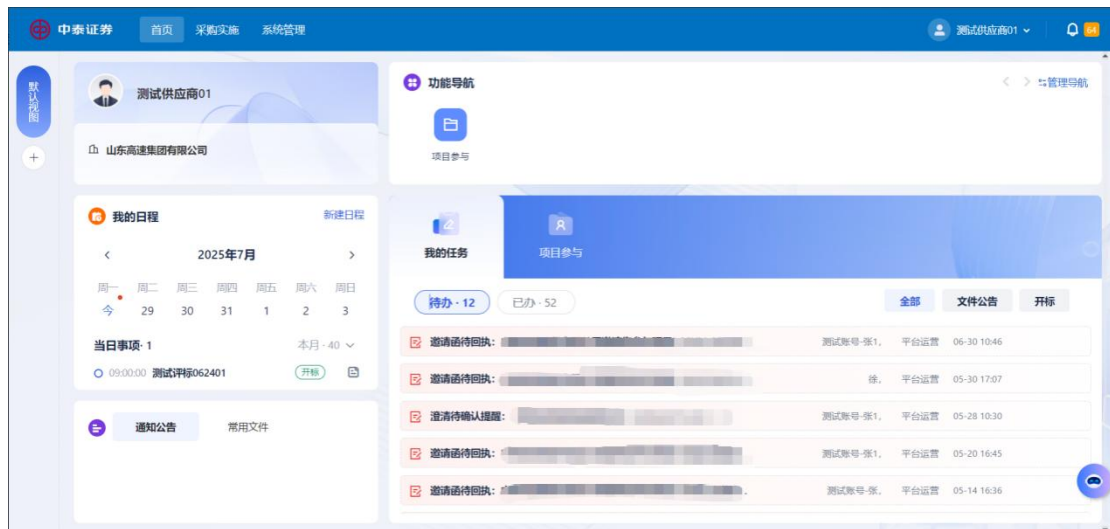 中泰证券 首页 采购实施 系统管理 测试供应商01 64
默认视图
测试供应商01
山东高速集团有限公司
功能导航 管理导航
项目参与
我的日程 新建日程
2025年7月
周一 周二 周三 周四 周五 周六 周日
今 29 30 31 1 2 3
当日事项·1 本月·40
09:00:00 测试评标062401 开标
通知公告 常用文件
我的任务 项目参与
待办·12 已办·52 全部 文件公告 开标
邀请函待回执: 测试账号-张1, 平台运营 06-30 10:46
邀请函待回执: 徐, 平台运营 05-30 17:07
澄清待确认提醒: 测试账号-张1, 平台运营 05-28 10:30
邀请函待回执: 测试账号-张1, 平台运营 05-20 16:45
邀请函待回执: 测试账号-张, 平台运营 05-14 16:36